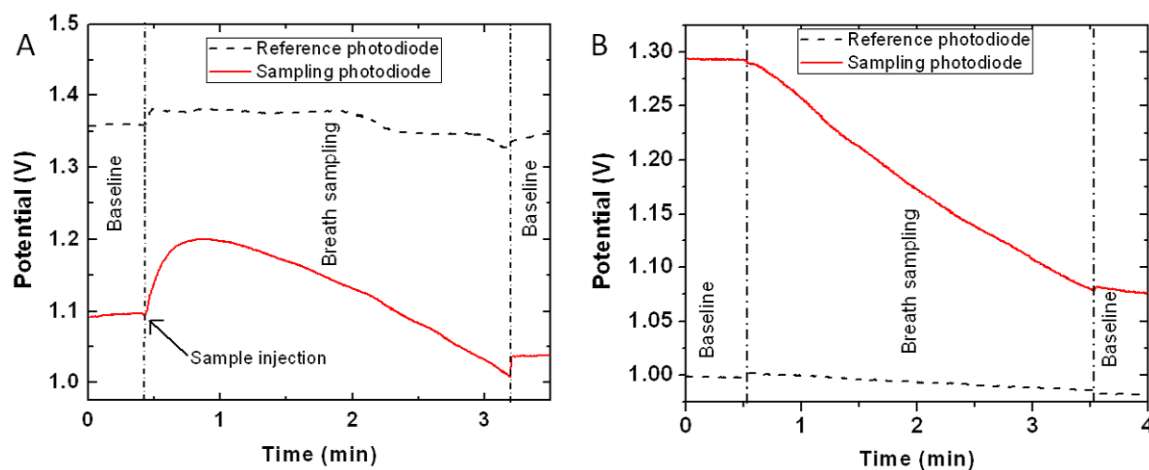 A
Reference photodiode
Sampling photodiode
1.5
1.4
1.3
1.2
1.1
1.0
Potential (V)
Baseline
Breath sampling
Baseline
Sample injection
0
1
2
3
Time (min)
B
Reference photodiode
Sampling photodiode
1.30
1.25
1.20
1.15
1.10
1.05
1.00
Potential (V)
Baseline
Breath sampling
Baseline
0
1
2
3
4
Time (min)